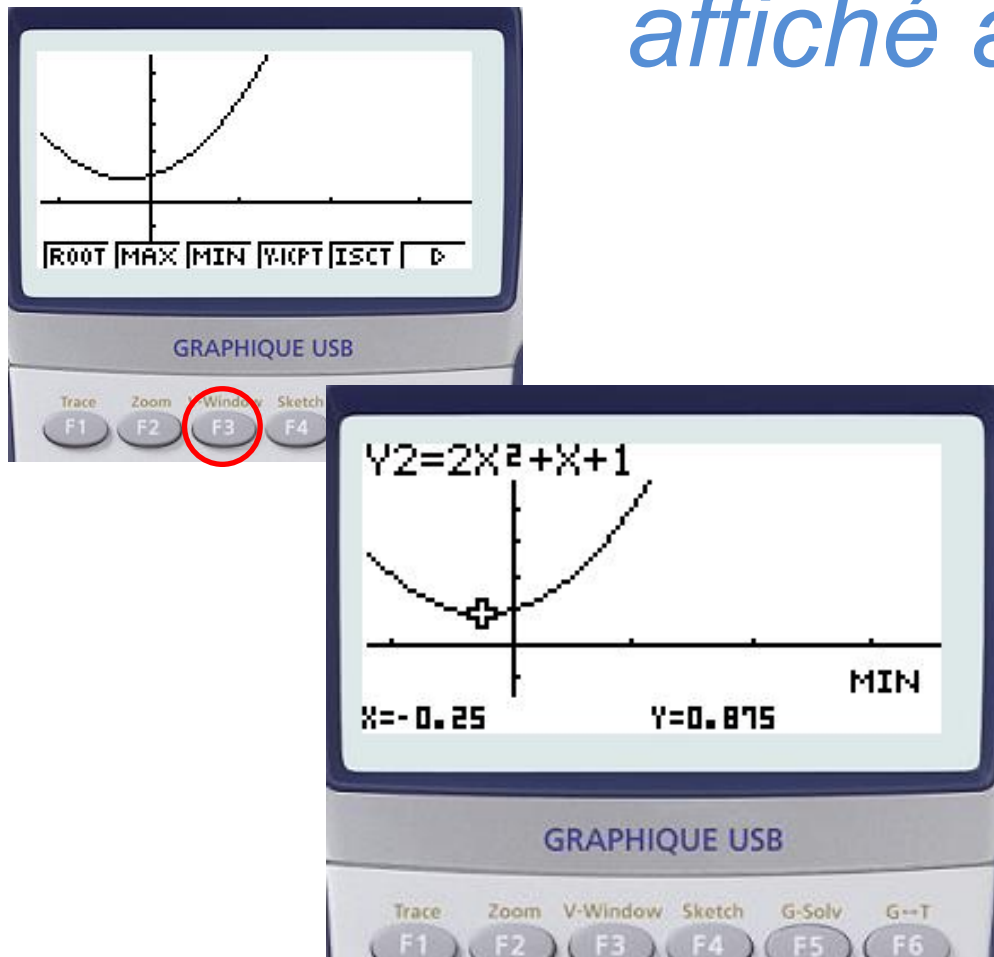 affiché a
ROOT MAX MIN Y-ICPT ISCT ▷
GRAPHIQUE USB
Trace Zoom V-Window Sketch
F1 F2 F3 F4
Y2=2X²+X+1
MIN
X=-0.25 Y=0.875
GRAPHIQUE USB
Trace Zoom V-Window Sketch G-Solv G↔T
F1 F2 F3 F4 F5 F6